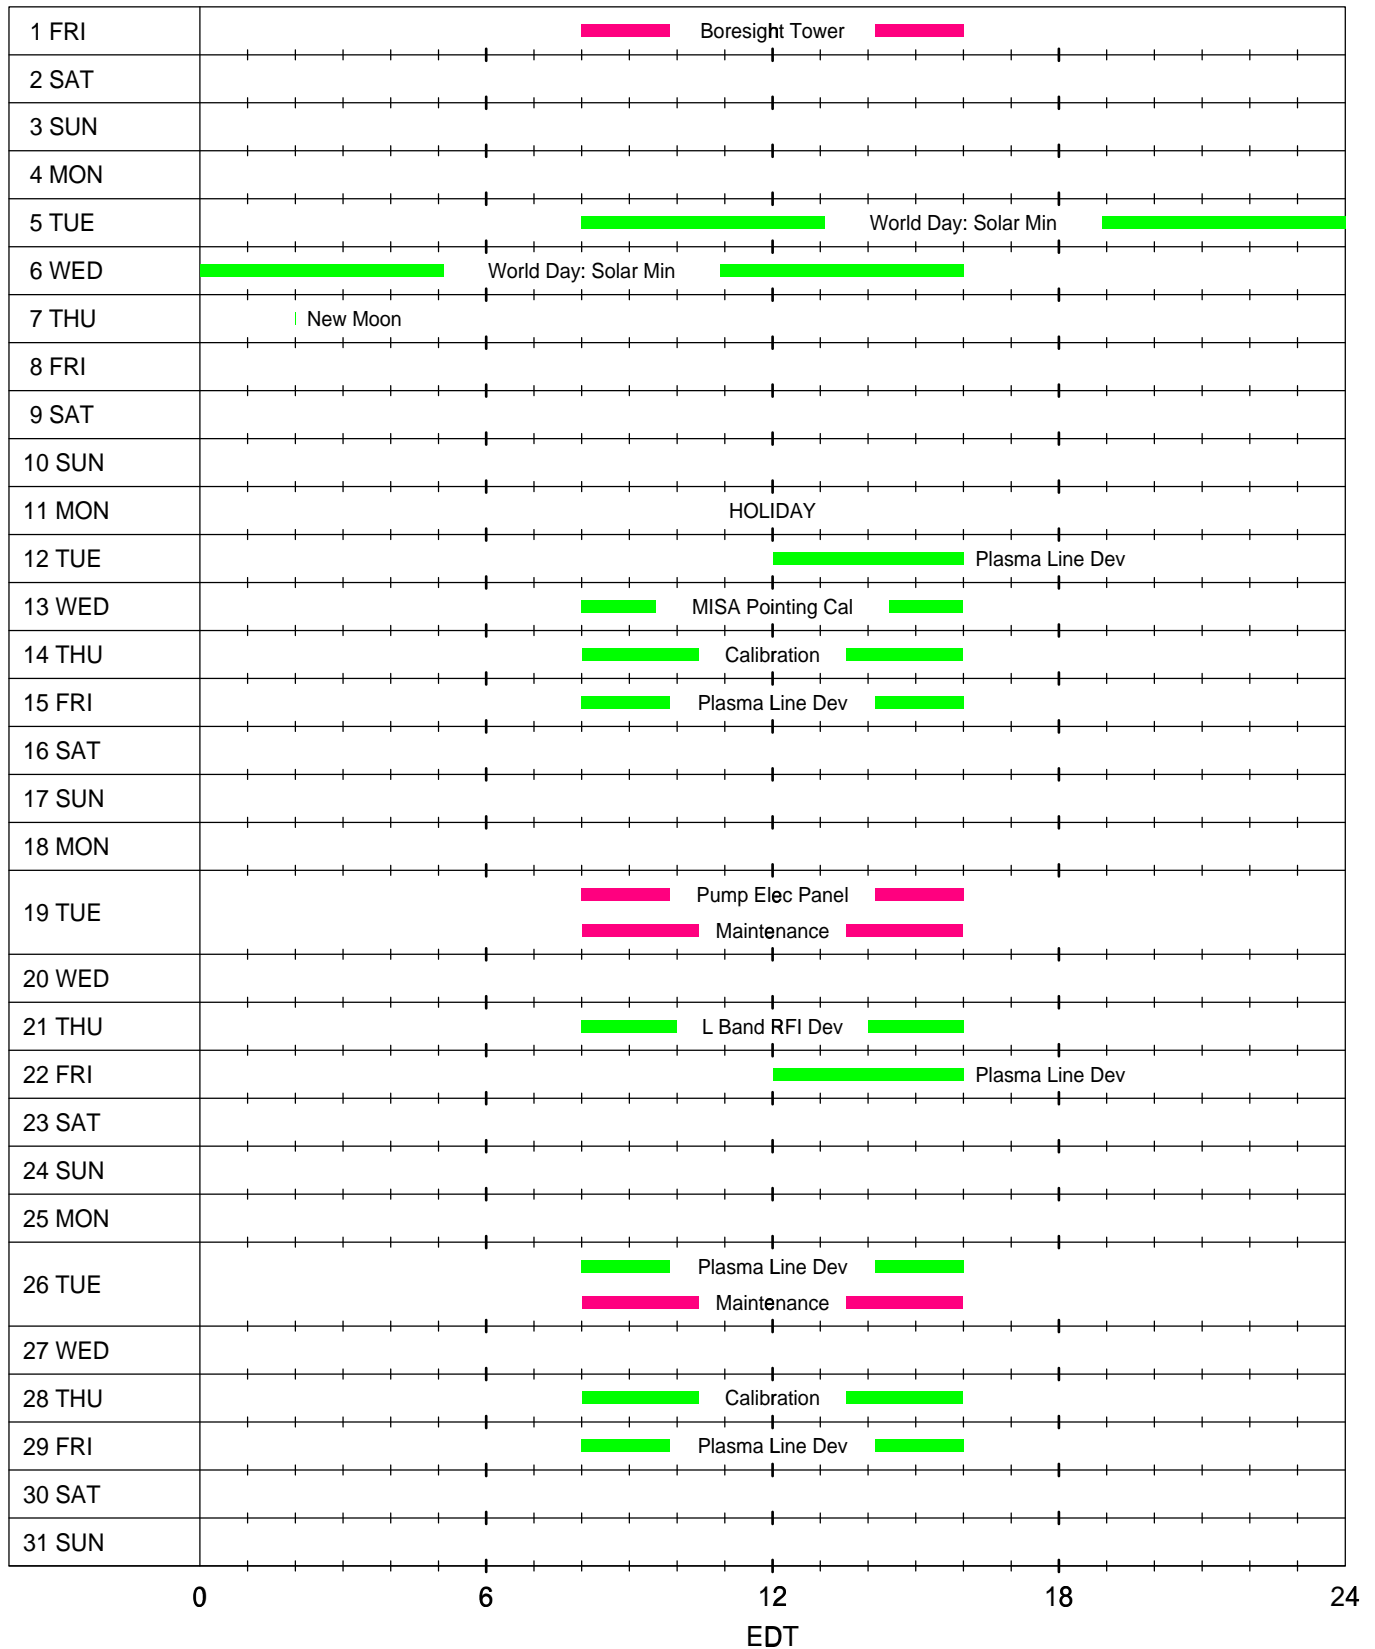 1 FRI Boresight Tower
2 SAT
3 SUN
4 MON
5 TUE World Day: Solar Min
6 WED World Day: Solar Min
7 THU New Moon
8 FRI
9 SAT
10 SUN
11 MON HOLIDAY
12 TUE Plasma Line Dev
13 WED MISA Pointing Cal
14 THU Calibration
15 FRI Plasma Line Dev
16 SAT
17 SUN
18 MON
19 TUE Pump Elec Panel
Maintenance
20 WED
21 THU L Band RFI Dev
22 FRI Plasma Line Dev
23 SAT
24 SUN
25 MON
26 TUE Plasma Line Dev
Maintenance
27 WED
28 THU Calibration
29 FRI Plasma Line Dev
30 SAT
31 SUN
0 6 12 18 24
EDT